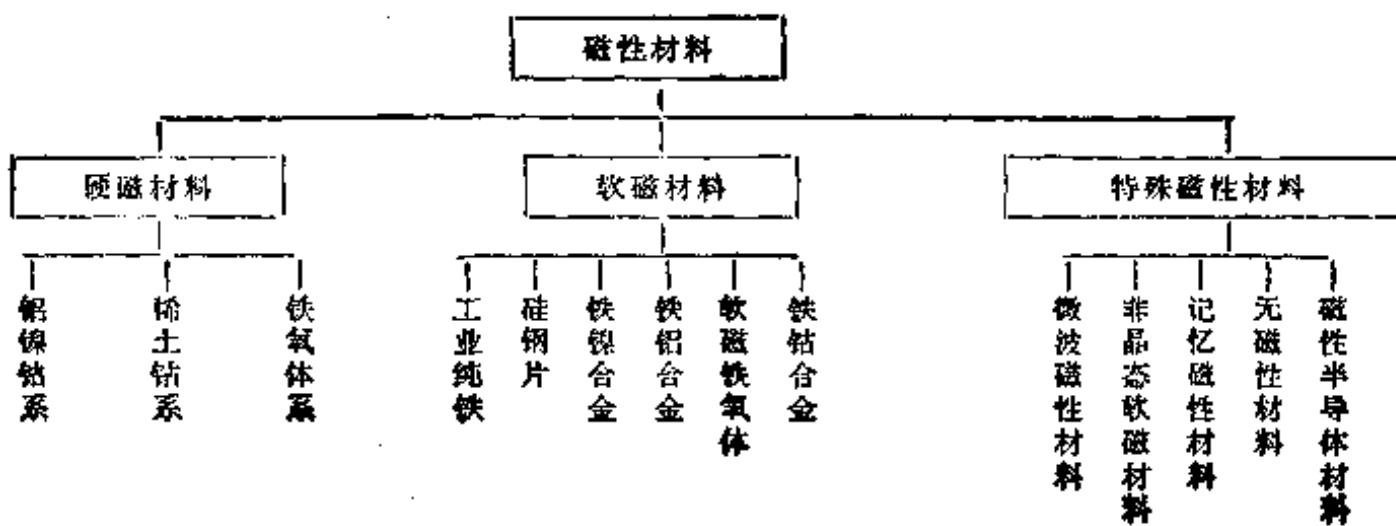 磁性材料
硬磁材料
软磁材料
特殊磁性材料
铝镍钴系
稀土钴系
铁氧体系
工业纯铁
硅钢片
铁镍合金
铁铝合金
软磁铁氧体
铁钴合金
微波磁性材料
非晶态软磁材料
记忆磁性材料
无磁性材料
磁性半导体材料